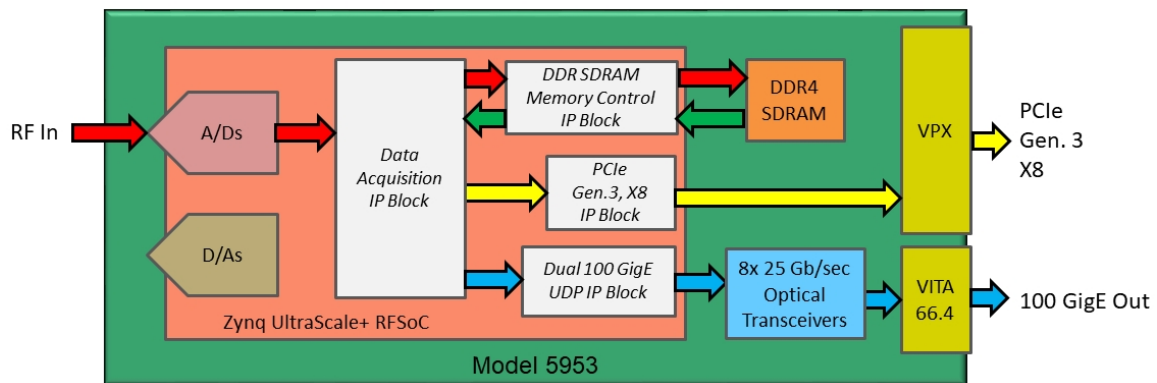 RF In
A/Ds
D/As
Data
Acquisition
IP Block
DDR SDRAM
Memory Control
IP Block
DDR4
SDRAM
PCIe
Gen.3, X8
IP Block
Dual 100 GigE
UDP IP Block
8x 25 Gb/sec
Optical
Transceivers
VPX
VITA
66.4
PCIe
Gen. 3
X8
100 GigE Out
Zynq UltraScale+ RFSoC
Model 5953